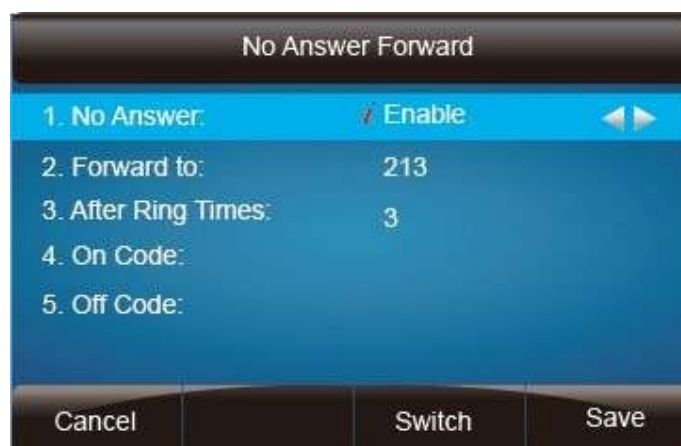 No Answer Forward
1. No Answer: Enable
2. Forward to: 213
3. After Ring Times: 3
4. On Code:
5. Off Code:
Cancel Switch Save